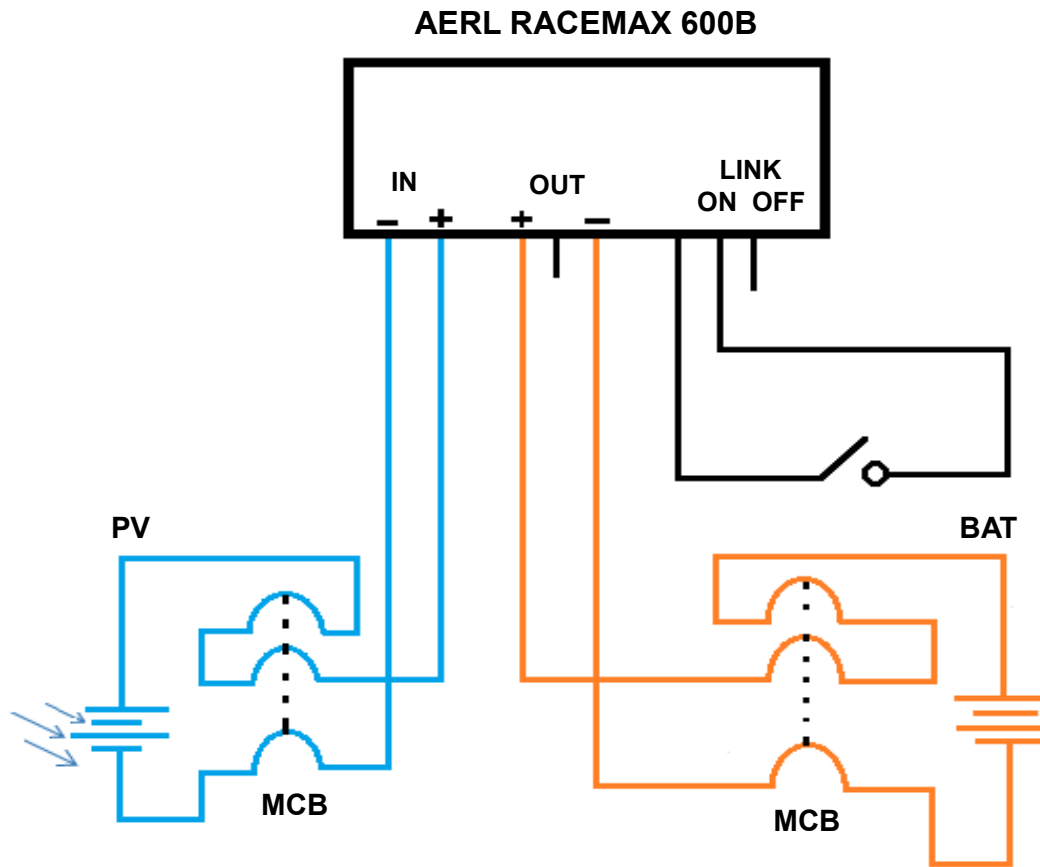 AERL RACEMAX 600B
IN
OUT
LINK
ON OFF
– +
+ –
PV
BAT
MCB
MCB